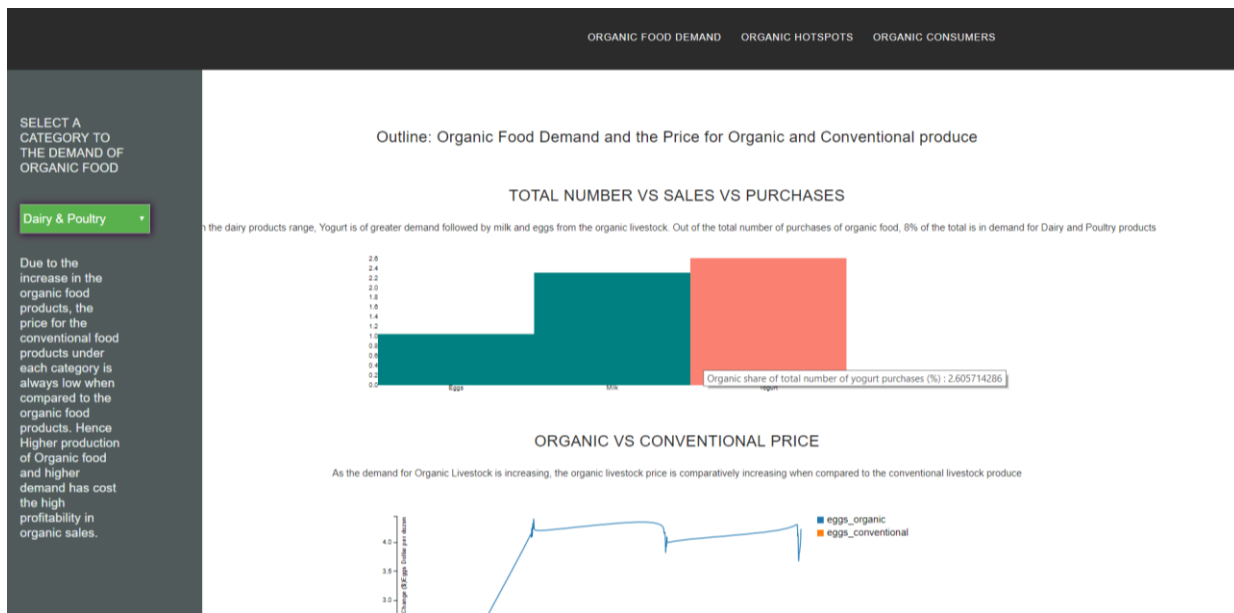 ORGANIC FOOD DEMAND ORGANIC HOTSPOTS ORGANIC CONSUMERS
SELECT A
CATEGORY TO
THE DEMAND OF
ORGANIC FOOD
Dairy & Poultry
Due to the
increase in the
organic food
products, the
price for the
conventional food
products under
each category is
always low when
compared to the
organic food
products. Hence
Higher production
of Organic food
and higher
demand has cost
the high
profitability in
organic sales.
Outline: Organic Food Demand and the Price for Organic and Conventional produce
TOTAL NUMBER VS SALES VS PURCHASES
the dairy products range, Yogurt is of greater demand followed by milk and eggs from the organic livestock. Out of the total number of purchases of organic food, 8% of the total is in demand for Dairy and Poultry products
2.6
2.4
2.2
2.0
1.8
1.6
1.4
1.2
1.0
0.8
0.6
0.4
0.2
0.0
Eggs Milk
Organic share of total number of yogurt purchases (%) : 2.605714286
ORGANIC VS CONVENTIONAL PRICE
As the demand for Organic Livestock is increasing, the organic livestock price is comparatively increasing when compared to the conventional livestock produce
4.0
3.5
3.0
Change ($)Eggs Dollar per dozen
eggs_organic
eggs_conventional